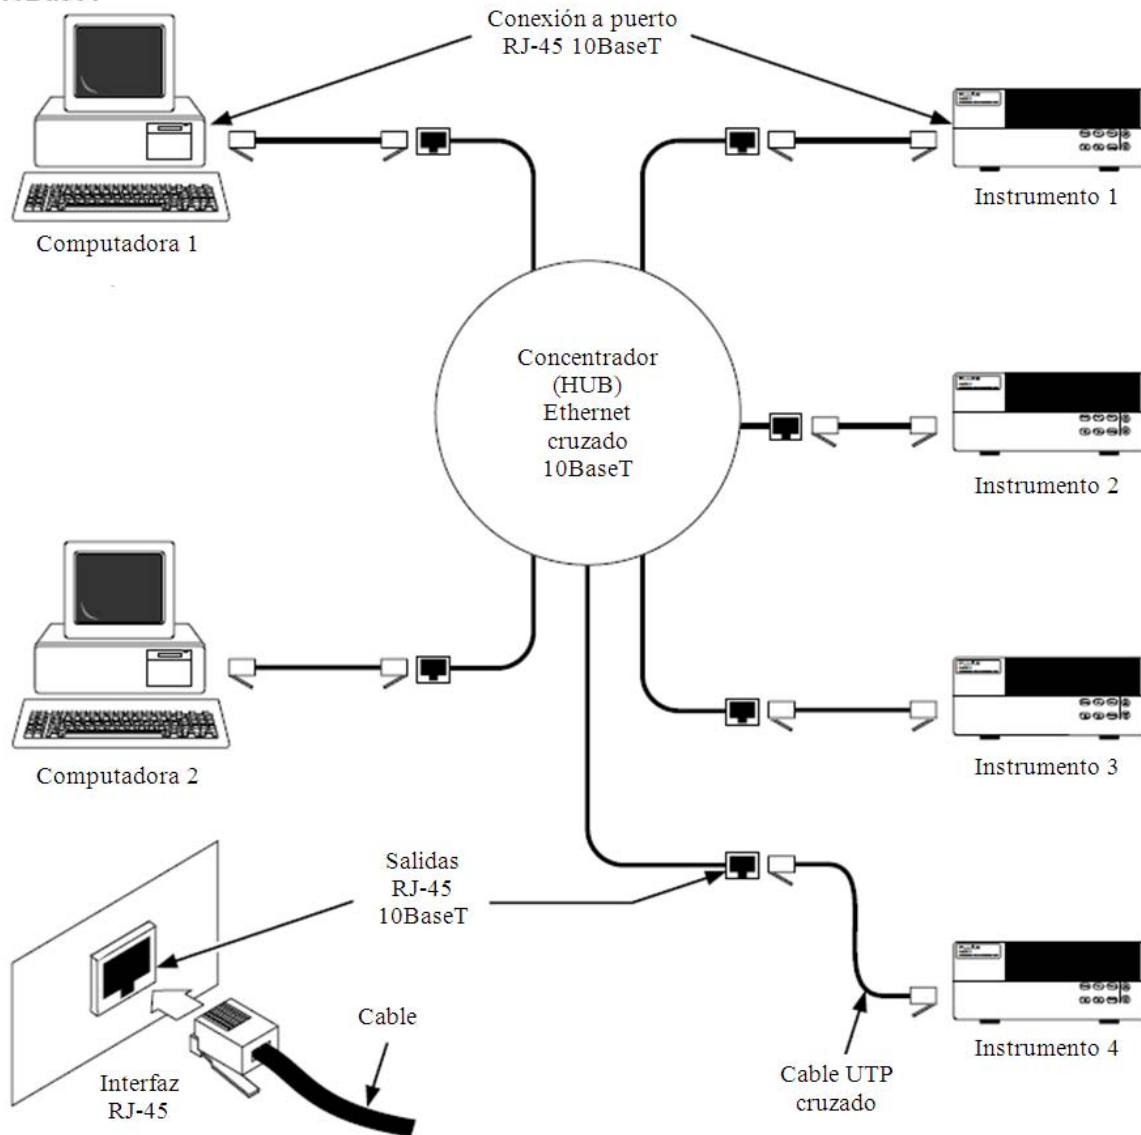 Conexión a puerto
RJ-45 10BaseT
Computadora 1
Instrumento 1
Concentrador
(HUB)
Ethernet
cruzado
10BaseT
Instrumento 2
Computadora 2
Instrumento 3
Salidas
RJ-45
10BaseT
Cable
Interfaz
RJ-45
Cable UTP
cruzado
Instrumento 4